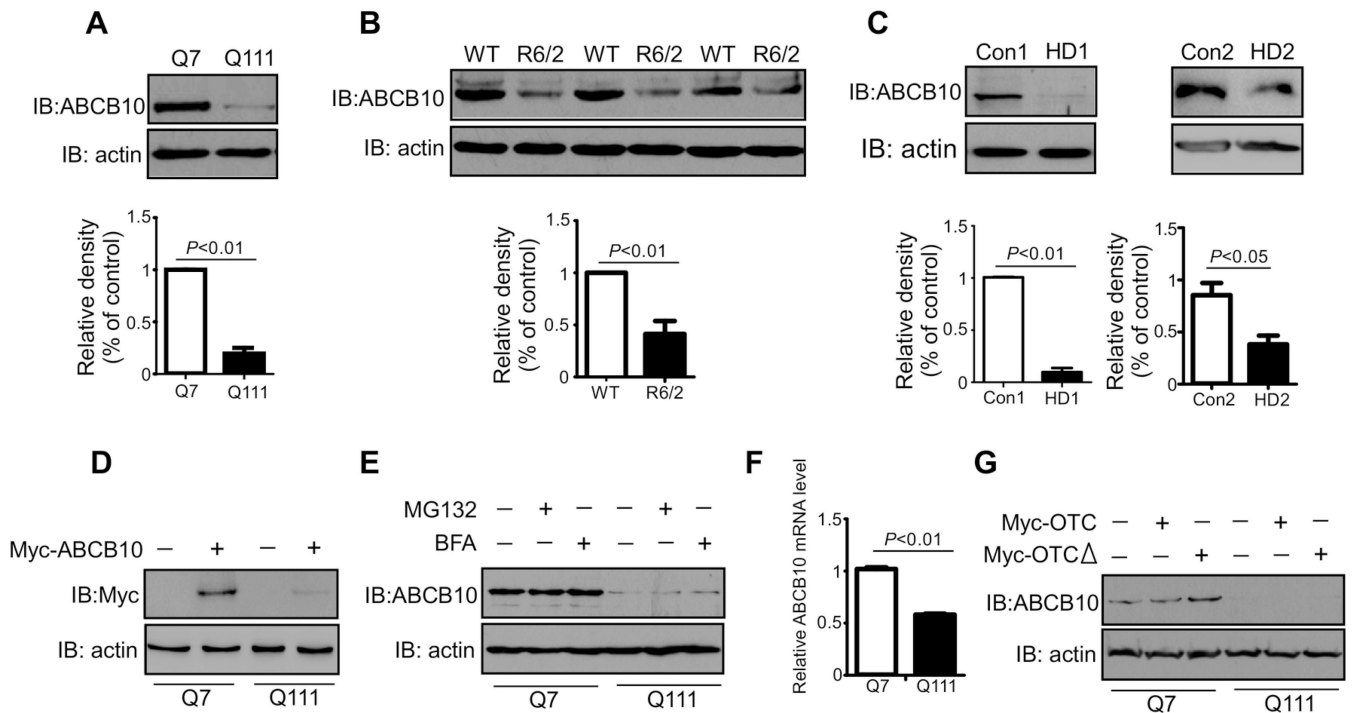 A
Q7 Q111
IB:ABCB10
IB: actin
Relative density
(% of control)
1.5
1
0.5
0
P<0.01
Q7 Q111
B
WT R6/2 WT R6/2 WT R6/2
IB:ABCB10
IB: actin
Relative density
(% of control)
1.5
1
0.5
0
P<0.01
WT R6/2
C
Con1 HD1 Con2 HD2
IB:ABCB10
IB: actin
Relative density
(% of control)
1.5
1
0.5
0
P<0.01
Con1 HD1
Relative density
(% of control)
1.5
1
0.5
0
P<0.05
Con2 HD2
D
Myc-ABCB10 – + – +
IB:Myc
IB: actin
Q7 Q111
E
MG132 – + – – + –
BFA – – + – – +
IB:ABCB10
IB: actin
Q7 Q111
F
Relative ABCB10 mRNA level
1.5
1
0.5
0
P<0.01
Q7 Q111
G
Myc-OTC – + – – + –
Myc-OTCΔ – – + – – +
IB:ABCB10
IB: actin
Q7 Q111